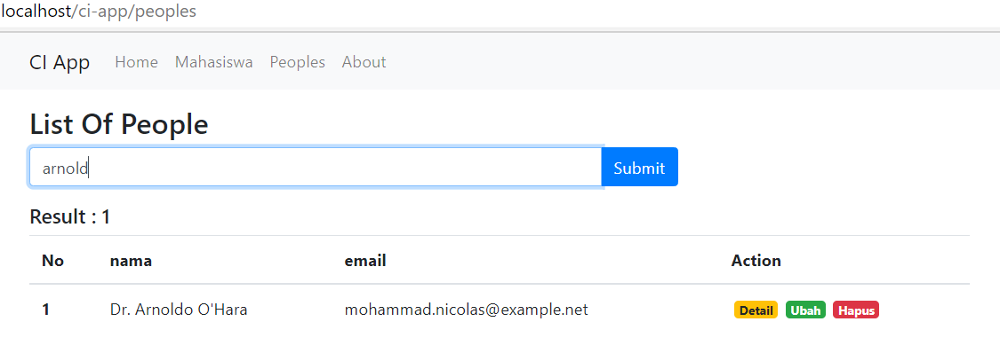 localhost/ci-app/peoples
CI App Home Mahasiswa Peoples About
List Of People
arnold Submit
Result : 1
No nama email Action
1 Dr. Arnoldo O'Hara mohammad.nicolas@example.net Detail Ubah Hapus